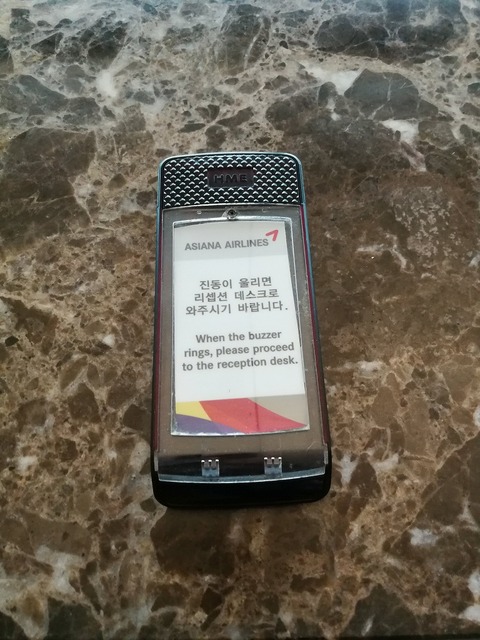 HME
ASIANA AIRLINES
진동이 울리면
리셉션 데스크로
와주시기 바랍니다.
When the buzzer
rings, please proceed
to the reception desk.